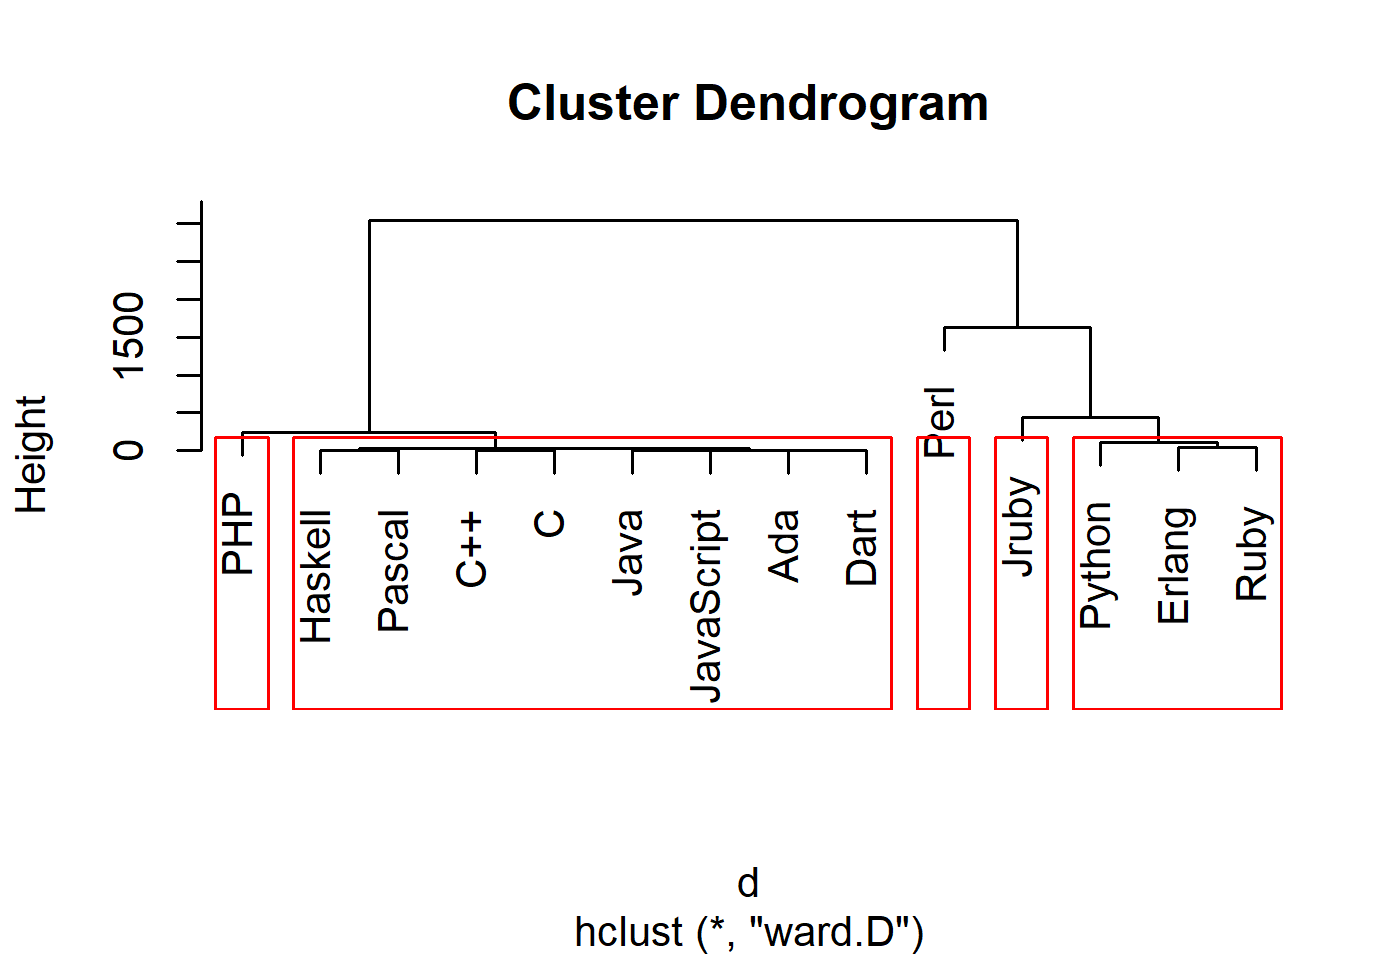 Cluster Dendrogram
Height
0
1500
PHP
Haskell
Pascal
C++
C
Java
JavaScript
Ada
Dart
Perl
Jruby
Python
Erlang
Ruby
d
hclust (*, "ward.D")